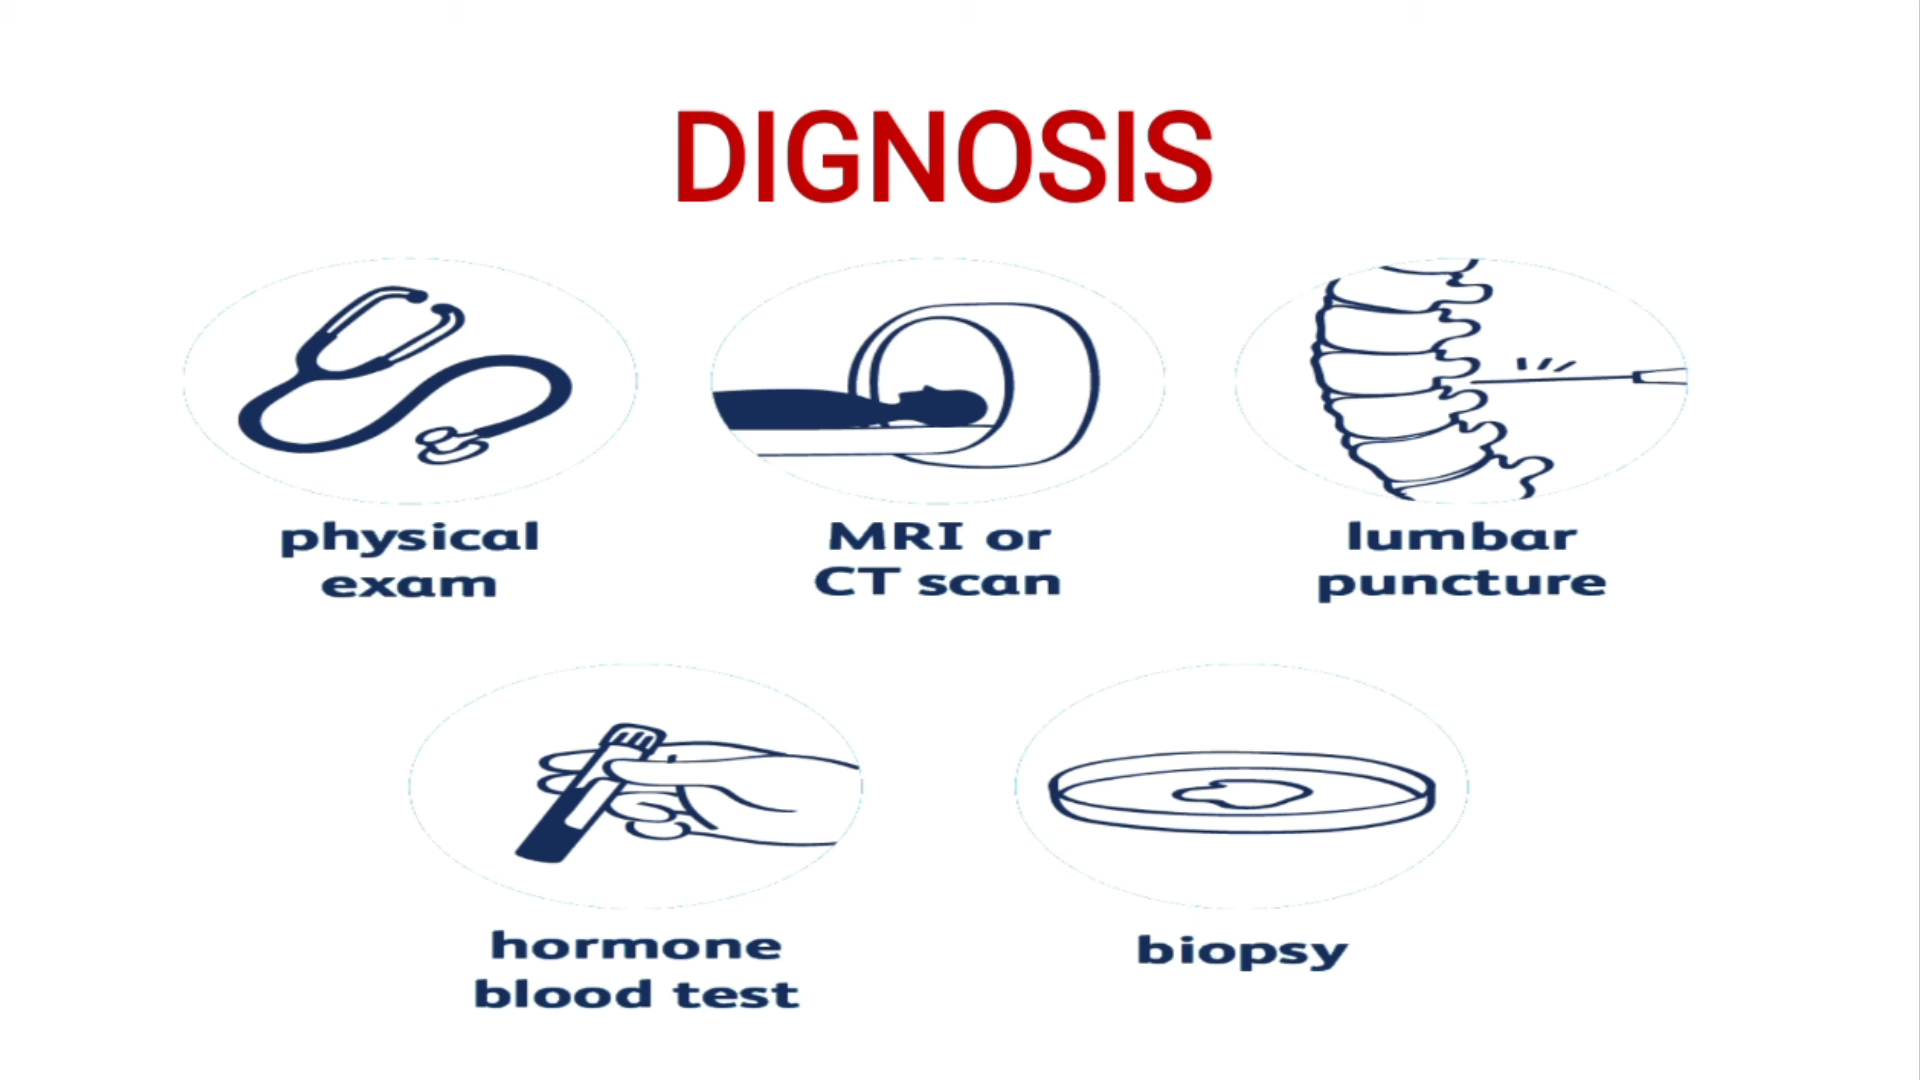 DIGNOSIS
physical
exam
MRI or
CT scan
lumbar
puncture
hormone
blood test
biopsy